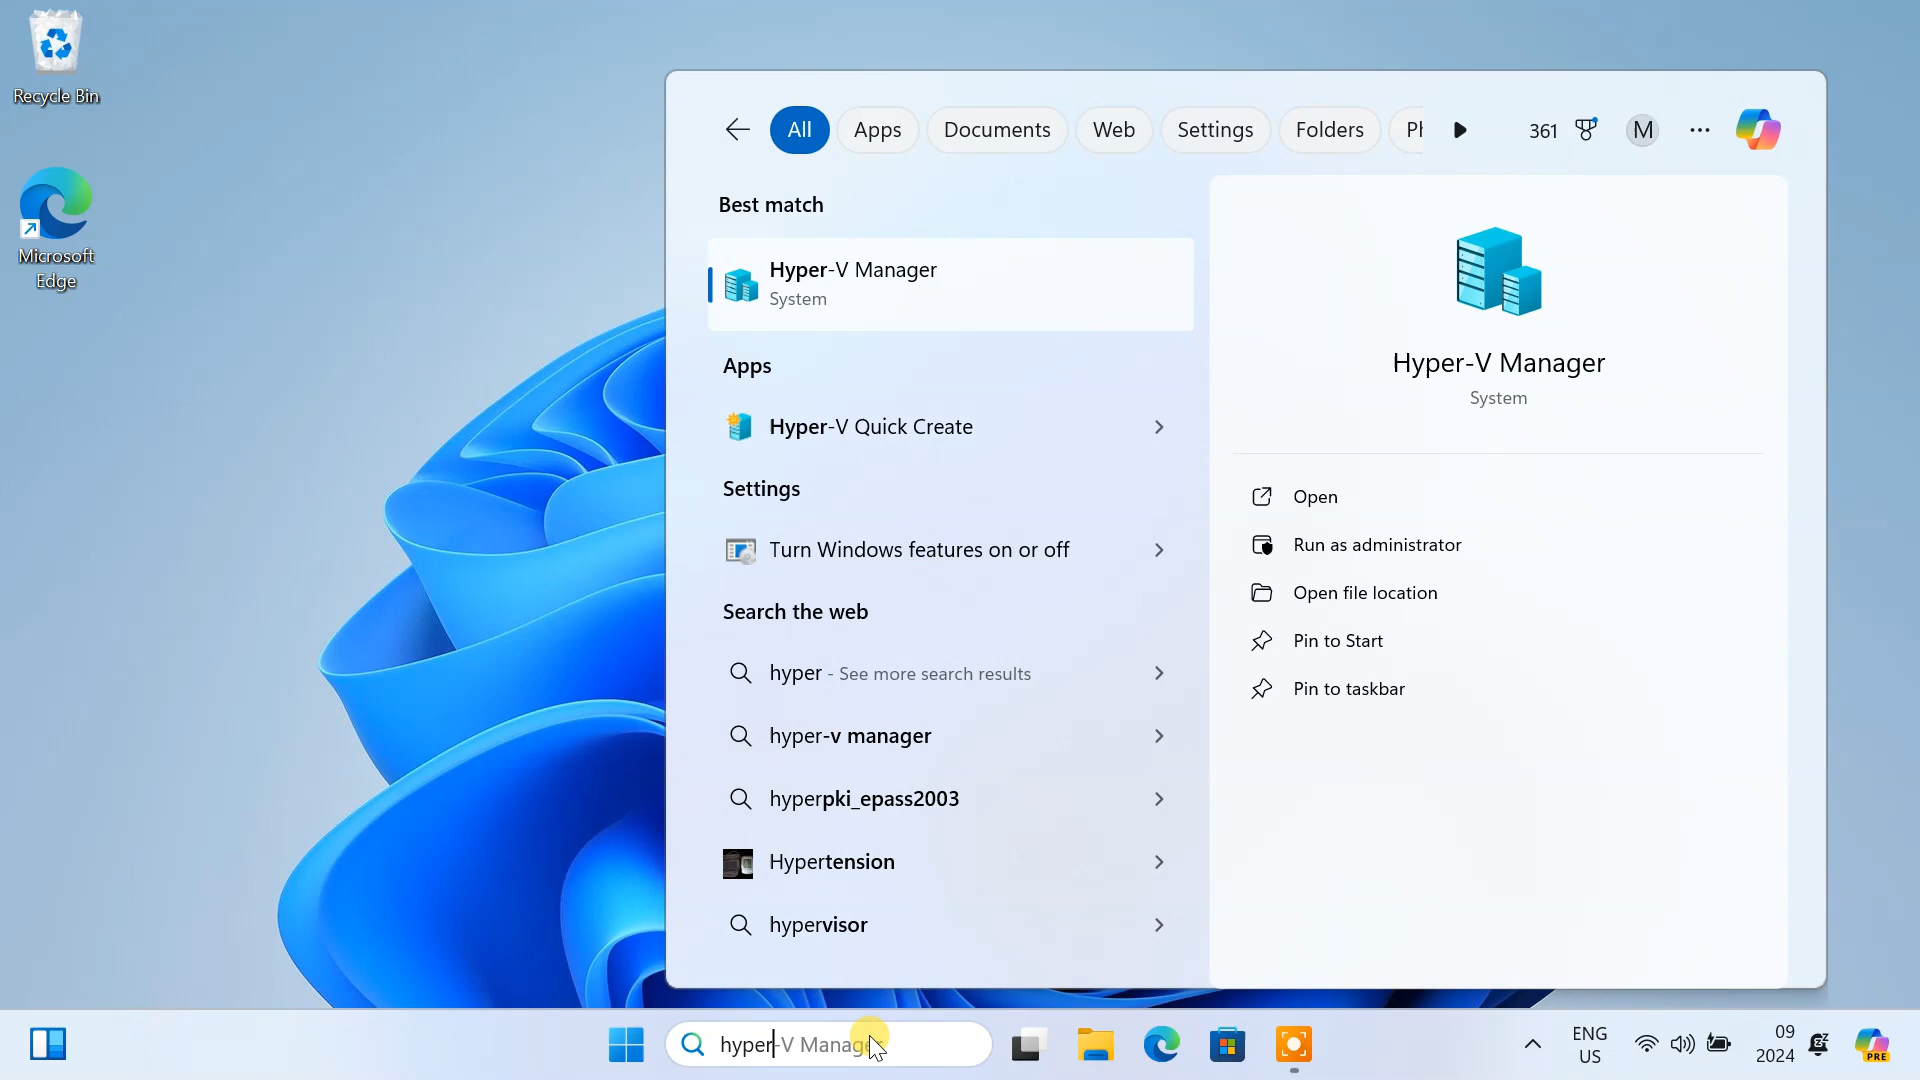 Recycle Bin
Microsoft
Edge
All
Apps
Documents
Web
Settings
Folders
Ph
361
M
Best match
Hyper-V Manager
System
Apps
Hyper-V Quick Create
Settings
Turn Windows features on or off
Search the web
hyper - See more search results
hyper-v manager
hyperpki_epass2003
Hypertension
hypervisor
Hyper-V Manager
System
Open
Run as administrator
Open file location
Pin to Start
Pin to taskbar
hyper-V Manager
ENG
US
09
2024
PRE